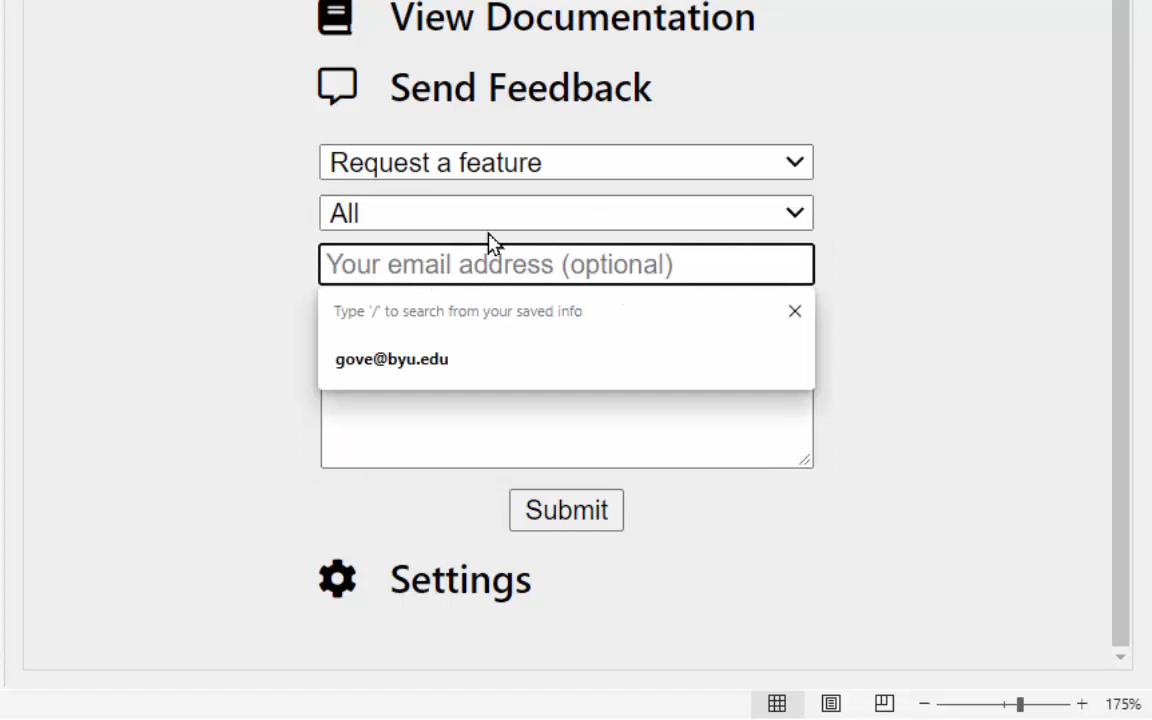 View Documentation
Send Feedback
Request a feature
All
Your email address (optional)
Type '/' to search from your saved info
gove@byu.edu
Submit
Settings
175%